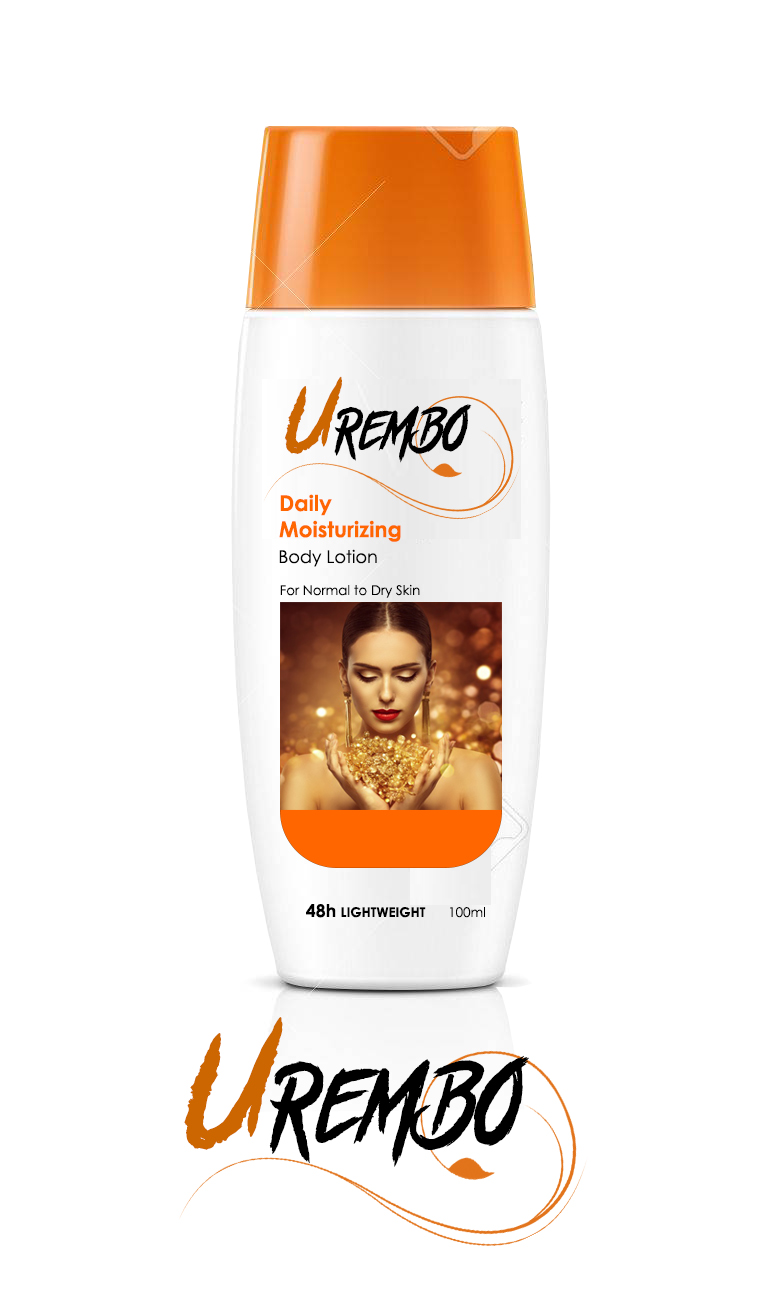 UREMBO
Daily
Moisturizing
Body Lotion
For Normal to Dry Skin
48h LIGHTWEIGHT 100ml
UREMBO